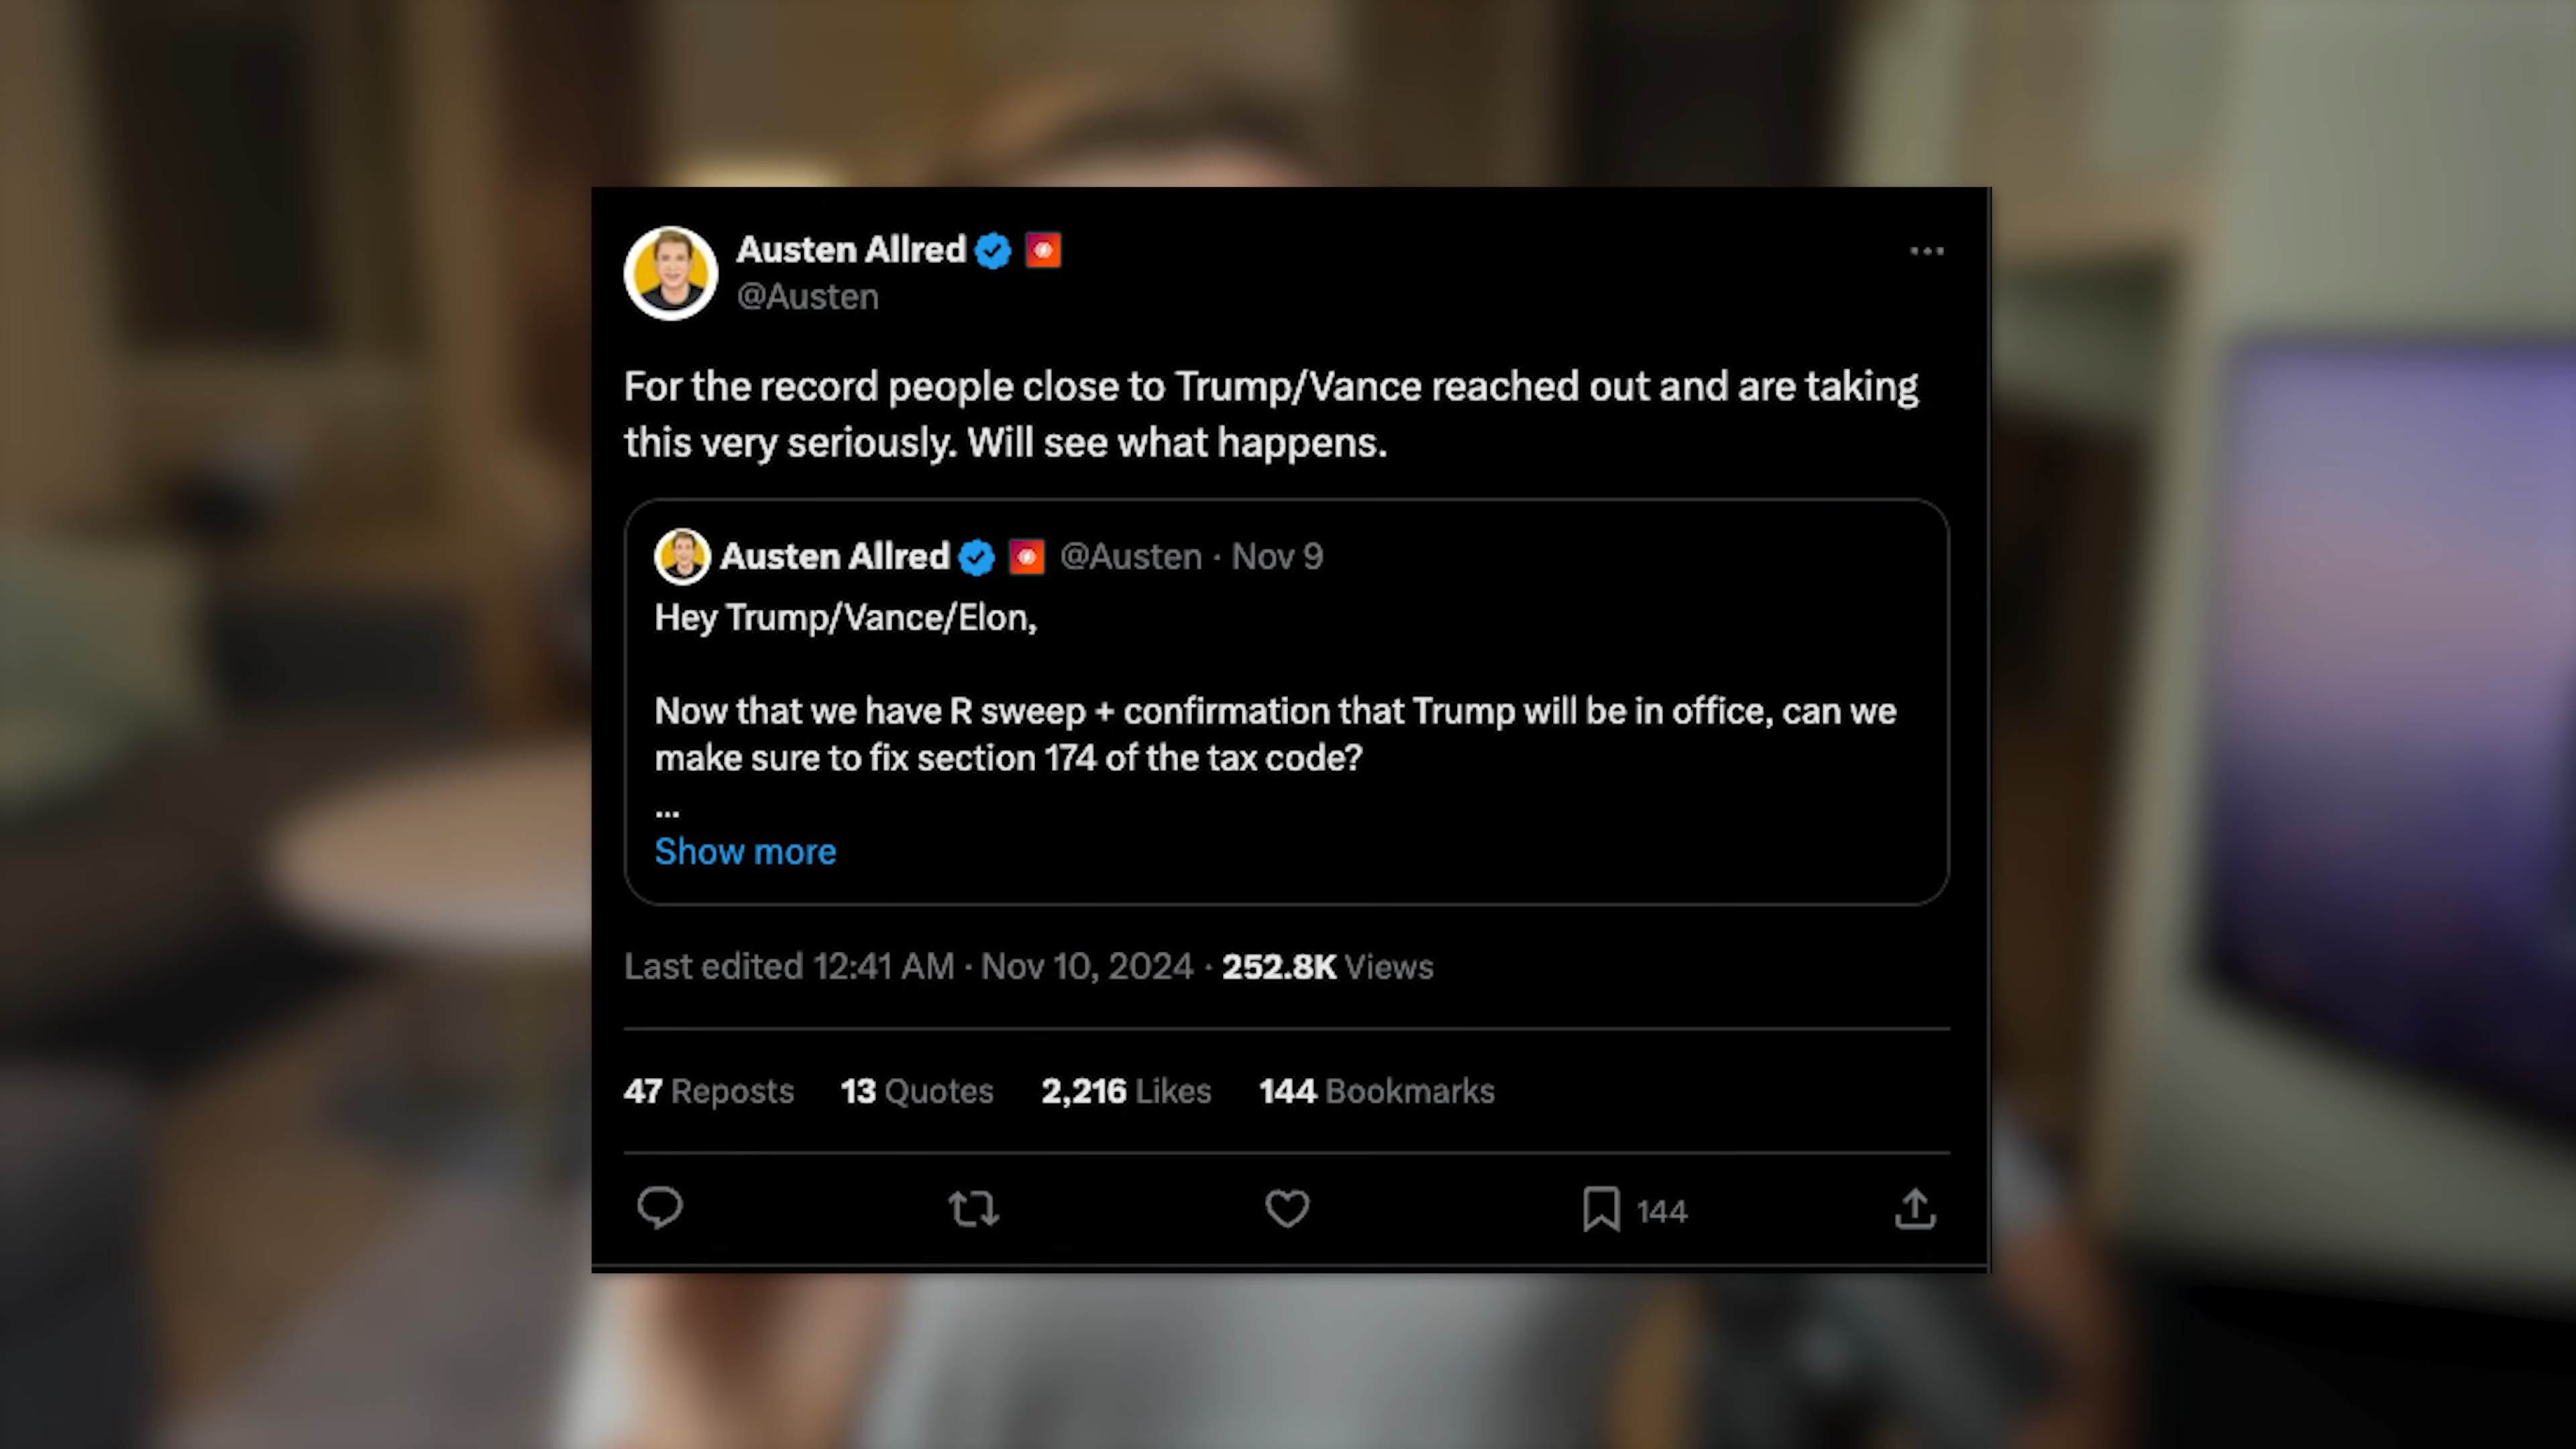 Austen Allred
@Austen
For the record people close to Trump/Vance reached out and are taking
this very seriously. Will see what happens.
Austen Allred @Austen · Nov 9
Hey Trump/Vance/Elon,
Now that we have R sweep + confirmation that Trump will be in office, can we
make sure to fix section 174 of the tax code?
...
Show more
Last edited 12:41 AM · Nov 10, 2024 · 252.8K Views
47 Reposts 13 Quotes 2,216 Likes 144 Bookmarks
144